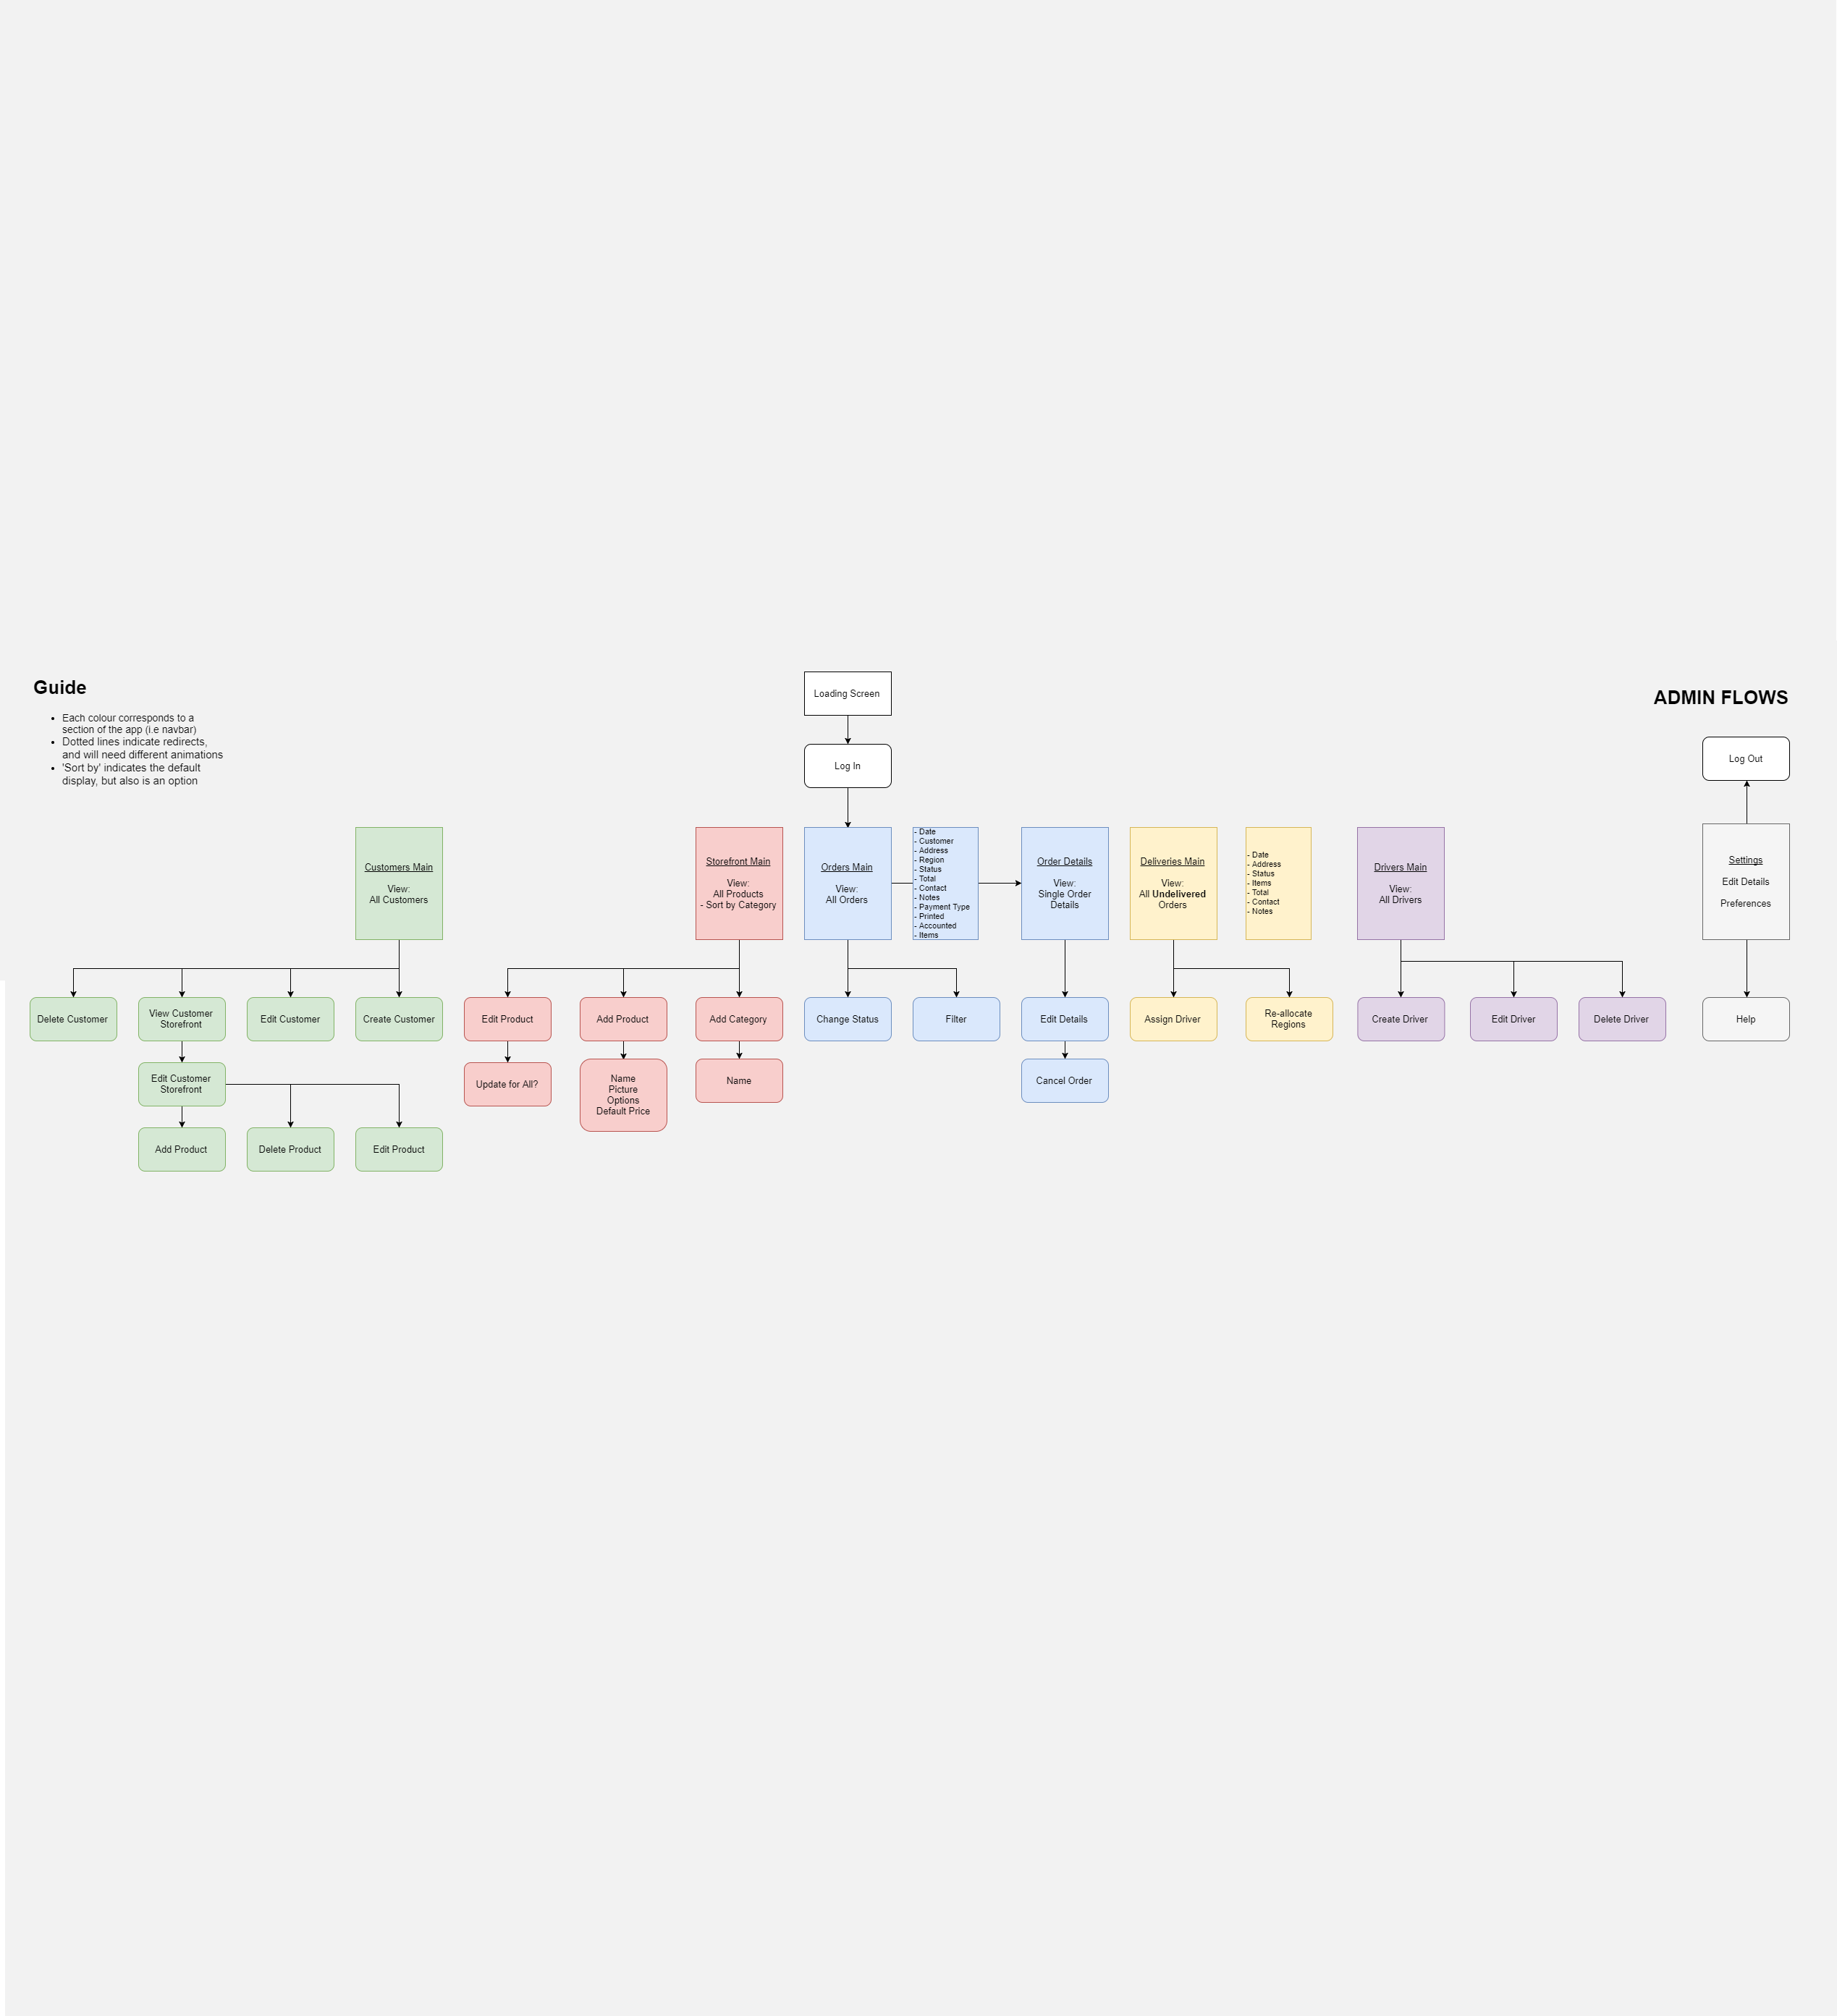 Guide
• Each colour corresponds to a
section of the app (i.e navbar)
• Dotted lines indicate redirects,
and will need different animations
• 'Sort by' indicates the default
display, but also is an option
Loading Screen
Log In
ADMIN FLOWS
Log Out
Customers Main
View:
All Customers
Storefront Main
View:
All Products
- Sort by Category
Orders Main
View:
All Orders
- Date
- Customer
- Address
- Region
- Status
- Total
- Contact
- Notes
- Payment Type
- Printed
- Accounted
- Items
Order Details
View:
Single Order
Details
Deliveries Main
View:
All Undelivered
Orders
- Date
- Address
- Status
- Items
- Total
- Contact
- Notes
Drivers Main
View:
All Drivers
Settings
Edit Details
Preferences
Delete Customer
View Customer
Storefront
Edit Customer
Create Customer
Edit Product
Add Product
Add Category
Change Status
Filter
Edit Details
Assign Driver
Re-allocate
Regions
Create Driver
Edit Driver
Delete Driver
Help
Edit Customer
Storefront
Update for All?
Name
Picture
Options
Default Price
Name
Cancel Order
Add Product
Delete Product
Edit Product